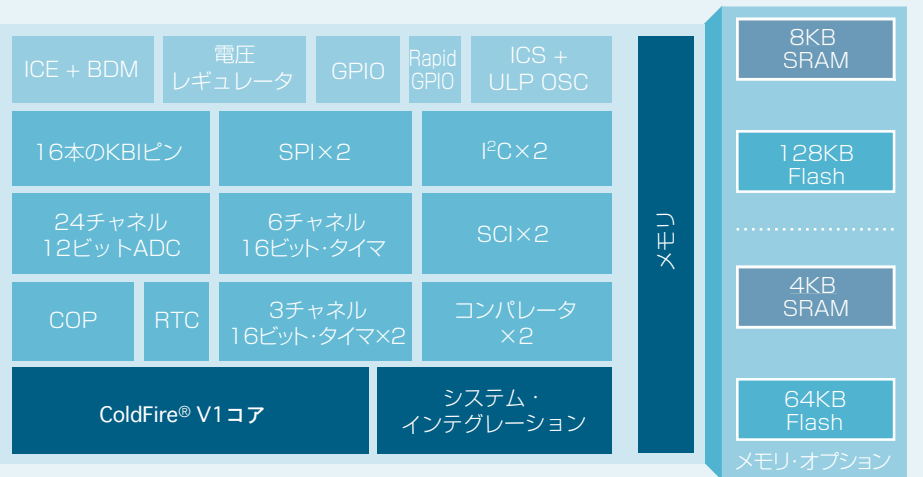 ICE + BDM
電圧
レギュレータ
GPIO
Rapid
GPIO
ICS +
ULP OSC
16本のKBIピン
SPI×2
I²C×2
24チャネル
12ビットADC
6チャネル
16ビット・タイマ
SCI×2
COP
RTC
3チャネル
16ビット・タイマ×2
コンパレータ
×2
ColdFire® V1コア
システム・
インテグレーション
メモリ
8KB
SRAM
128KB
Flash
4KB
SRAM
64KB
Flash
メモリ・オプション